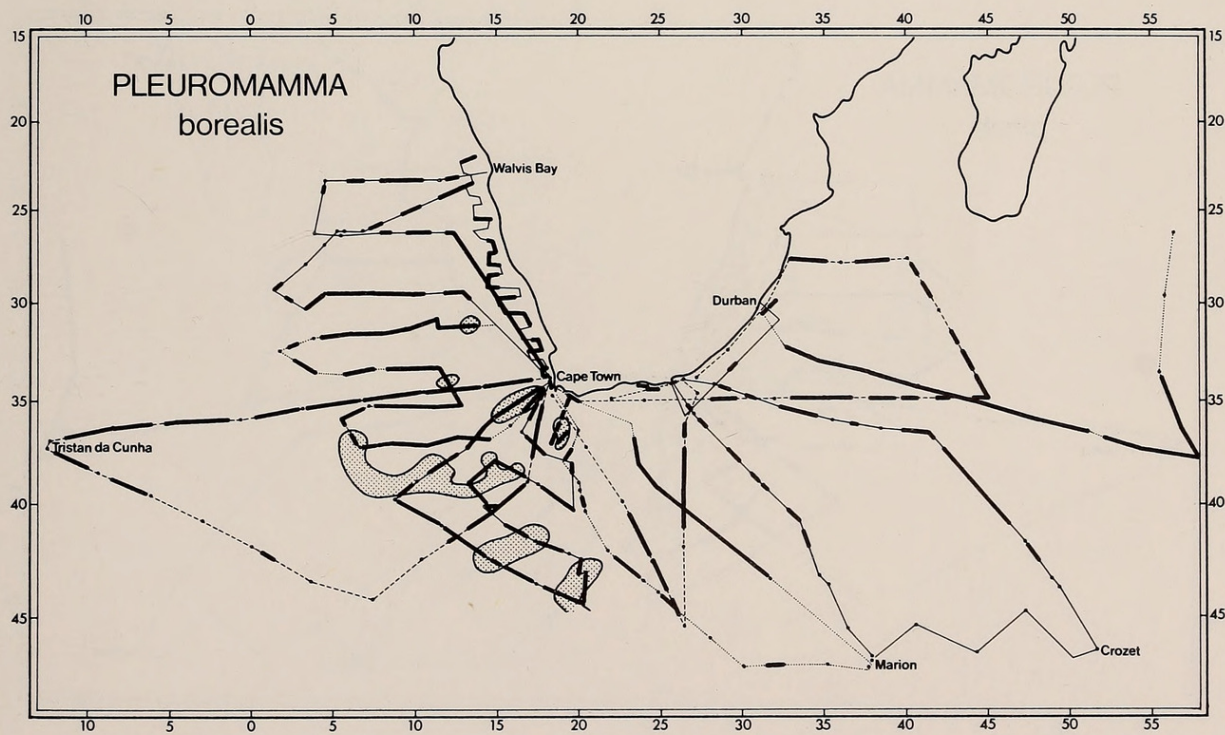 10 5 0 5 10 15 20 25 30 35 40 45 50 55
15 15
PLEUROMAMMA
borealis
20 20
Walvis Bay
25 25
30 30
Durban
Cape Town
35 35
Tristan da Cunha
40 40
45 45
Crozet
Marion
10 5 0 5 10 15 20 25 30 35 40 45 50 55